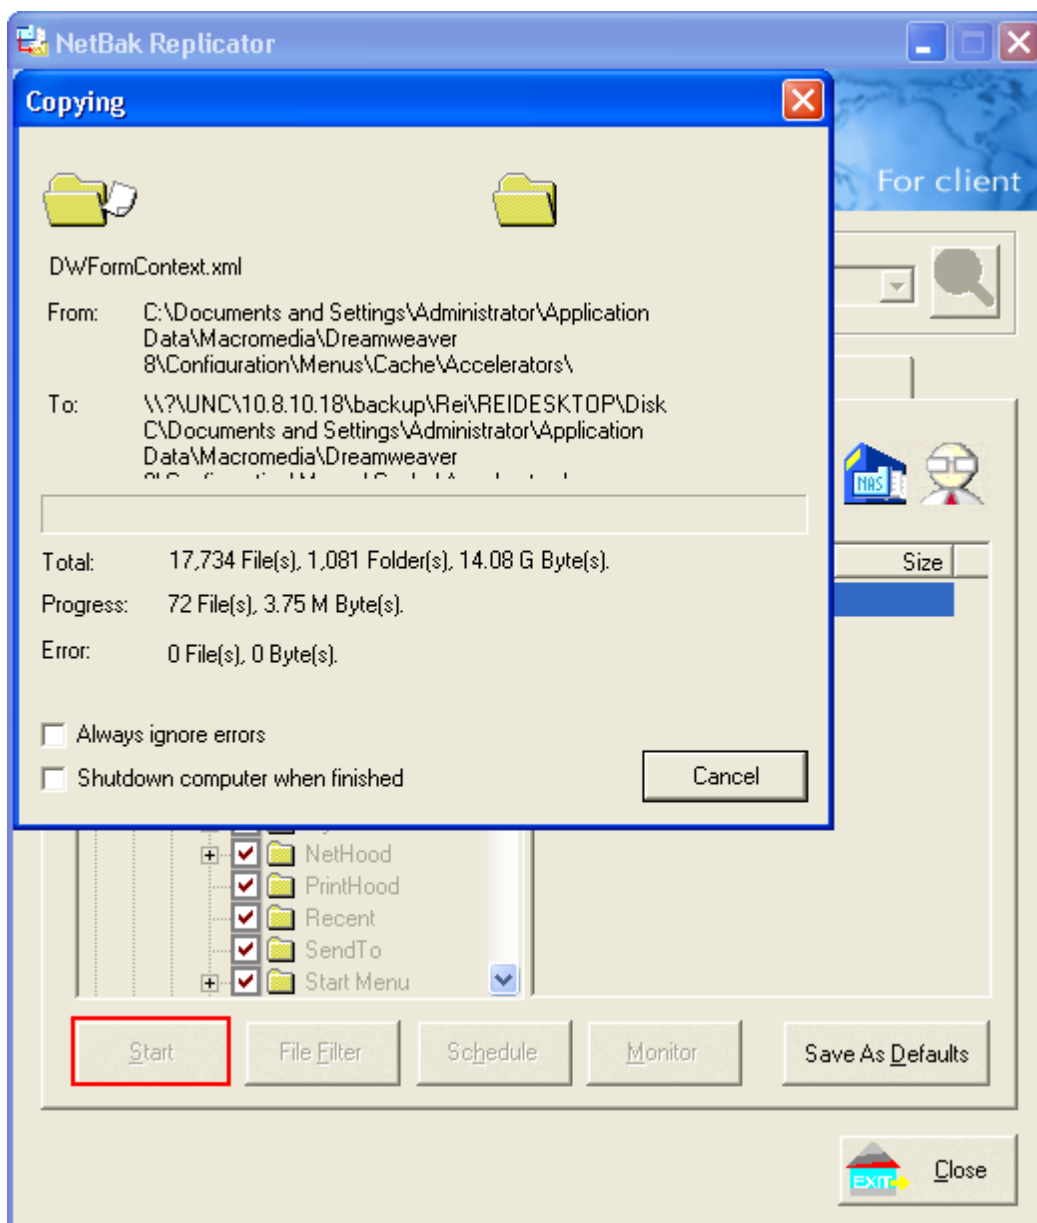 NetBak Replicator
Copying
For client
DWFormContext.xml
From: C:\Documents and Settings\Administrator\Application
Data\Macromedia\Dreamweaver
8\Configuration\Menus\Cache\Accelerators\
To: \\?\UNC\10.8.10.18\backup\Rei\REIDESKTOP\Disk
C\Documents and Settings\Administrator\Application
Data\Macromedia\Dreamweaver
NAS
Size
Total: 17,734 File(s), 1,081 Folder(s), 14.08 G Byte(s).
Progress: 72 File(s), 3.75 M Byte(s).
Error: 0 File(s), 0 Byte(s).
Always ignore errors
Shutdown computer when finished
Cancel
NetHood
PrintHood
Recent
SendTo
Start Menu
Start File Filter Schedule Monitor Save As Defaults
EXIT Close